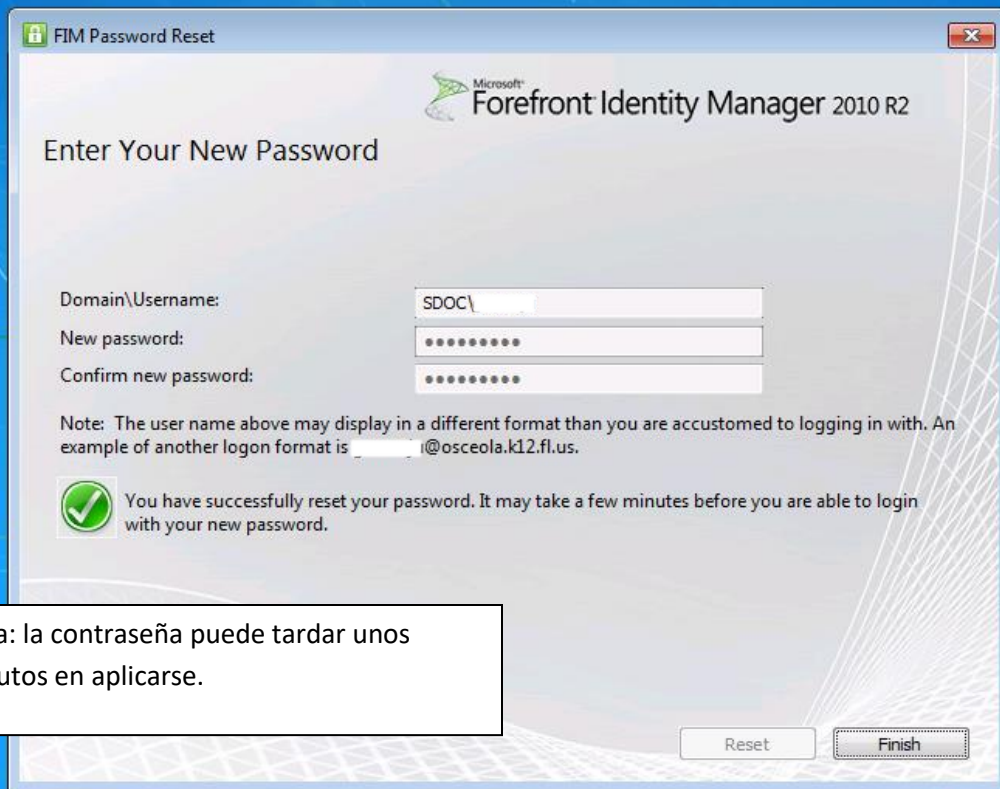 FIM Password Reset
Microsoft
Forefront Identity Manager 2010 R2
Enter Your New Password
Domain\Username:
SDOC\
New password:
•••••••••
Confirm new password:
•••••••••
Note: The user name above may display in a different format than you are accustomed to logging in with. An
example of another logon format is @osceola.k12.fl.us.
You have successfully reset your password. It may take a few minutes before you are able to login
with your new password.
a: la contraseña puede tardar unos
utos en aplicarse.
Reset
Finish